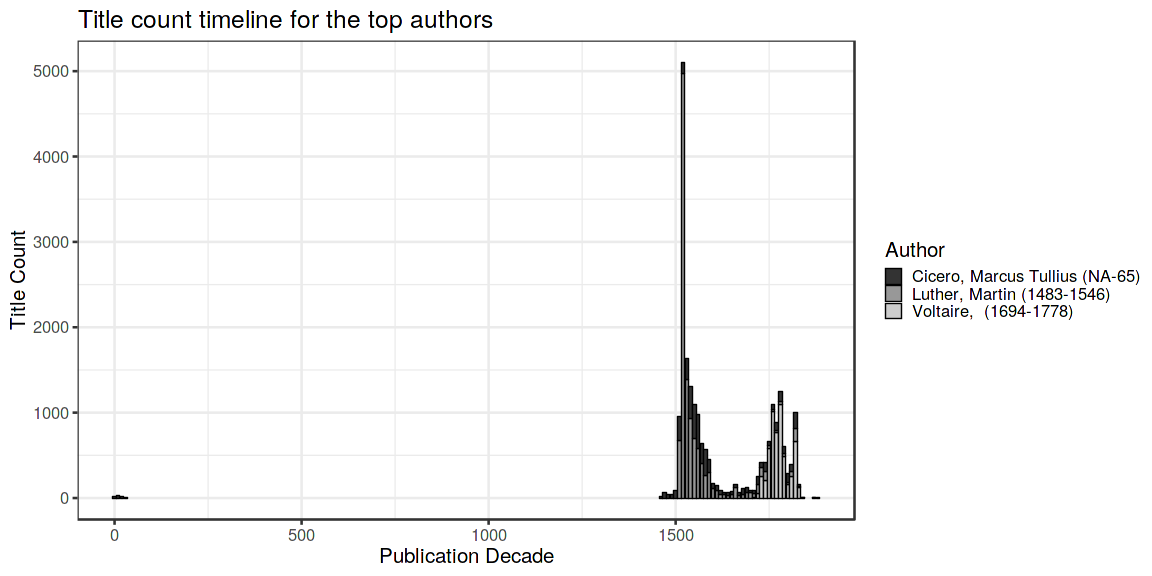 Title count timeline for the top authors
5000
4000
3000
2000
1000
0
Title Count
0 500 1000 1500
Publication Decade
Author
Cicero, Marcus Tullius (NA-65)
Luther, Martin (1483-1546)
Voltaire,  (1694-1778)